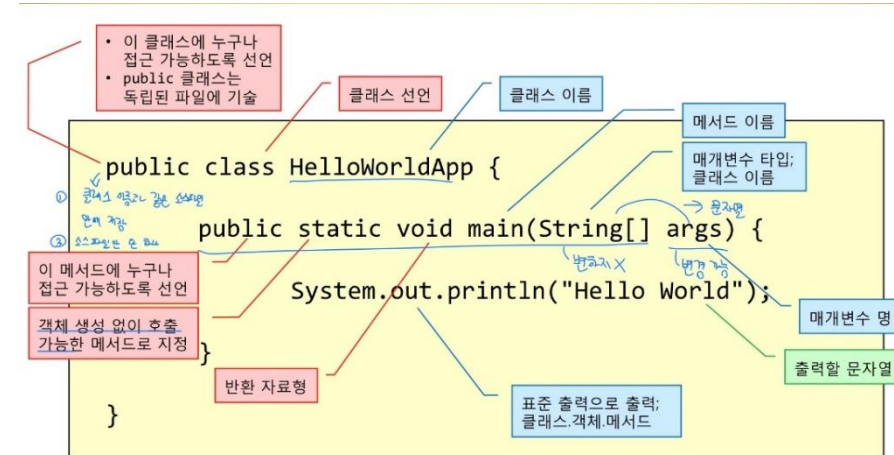 • 이 클래스에 누구나
접근 가능하도록 선언
• public 클래스는
독립된 파일에 기술
클래스 선언
클래스 이름
메서드 이름
매개변수 타입;
클래스 이름
public class HelloWorldApp {
① 클래스 이름과 같은
저장
→ 문자열
public static void main(String[] args) {
③
변하지 X
변경 가능
이 메서드에 누구나
접근 가능하도록 선언
System.out.println("Hello World");
객체 생성 없이 호출
가능한 메서드로 지정
매개변수 명
}
반환 자료형
출력할 문자열
표준 출력으로 출력;
클래스.객체.메서드
}